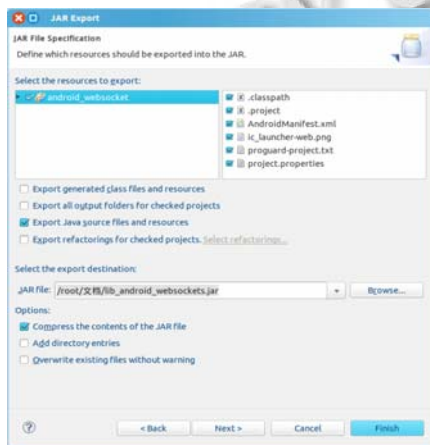 JAR Export
JAR File Specification
Define which resources should be exported into the JAR.
Select the resources to export:
android_websocket
.classpath
.project
AndroidManifest.xml
ic_launcher-web.png
proguard-project.txt
project.properties
Export generated class files and resources
Export all output folders for checked projects
Export Java source files and resources
Export refactorings for checked projects. Select refactorings...
Select the export destination:
JAR file: /root/文档/lib_android_websockets.jar Browse...
Options:
Compress the contents of the JAR file
Add directory entries
Overwrite existing files without warning
? < Back Next > Cancel Finish